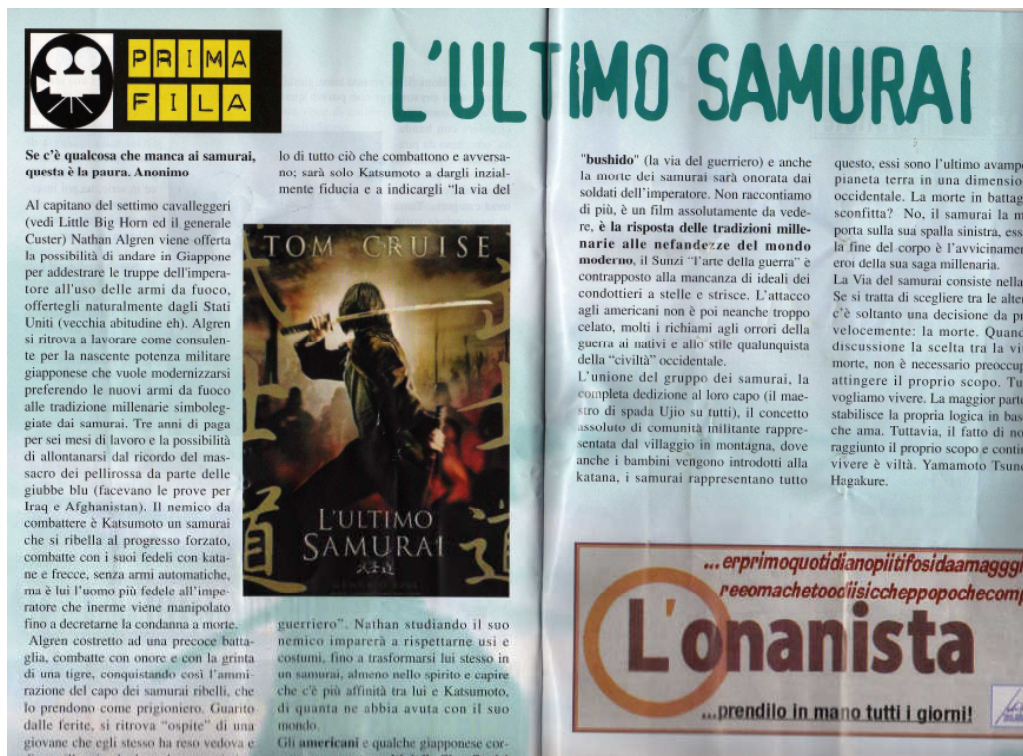 PRIMA
FILA
L'ULTIMO SAMURAI
Se c'è qualcosa che manca ai samurai,
questa è la paura. Anonimo
Al capitano del settimo cavalleggeri
(vedi Little Big Horn ed il generale
Custer) Nathan Algren viene offerta
la possibilità di andare in Giappone
per addestrare le truppe dell'impera-
tore all'uso delle armi da fuoco,
offertegli naturalmente dagli Stati
Uniti (vecchia abitudine eh). Algren
si ritrova a lavorare come consulen-
te per la nascente potenza militare
giapponese che vuole modernizzarsi
preferendo le nuovi armi da fuoco
alle tradizione millenarie simboleg-
giate dai samurai. Tre anni di paga
per sei mesi di lavoro e la possibilità
di allontanarsi dal ricordo del mas-
sacro dei pellirossa da parte delle
giubbe blu (facevano le prove per
Iraq e Afghanistan). Il nemico da
combattere è Katsumoto un samurai
che si ribella al progresso forzato,
combatte con i suoi fedeli con kata-
ne e frecce, senza armi automatiche,
ma è lui l'uomo più fedele all'impe-
ratore che inerme viene manipolato
fino a decretarne la condanna a morte.
Algren costretto ad una precoce batta-
glia, combatte con onore e con la grinta
di una tigre, conquistando così l'ammi-
razione del capo dei samurai ribelli, che
lo prendono come prigioniero. Guarito
dalle ferite, si ritrova "ospite" di una
giovane che egli stesso ha reso vedova e
lo di tutto ciò che combattono e avversa-
no; sarà solo Katsumoto a dargli inzial-
mente fiducia e a indicargli "la via del
TOM CRUISE
武士道
武士道
L'ULTIMO
SAMURAI
武士道
guerriero". Nathan studiando il suo
nemico imparerà a rispettarne usi e
costumi, fino a trasformarsi lui stesso in
un samurai, almeno nello spirito e capire
che c'è più affinità tra lui e Katsumoto,
di quanta ne abbia avuta con il suo
mondo.
Gli americani e qualche giapponese cor-
"bushido" (la via del guerriero) e anche
la morte dei samurai sarà onorata dai
soldati dell'imperatore. Non raccontiamo
di più, è un film assolutamente da vede-
re, è la risposta delle tradizioni mille-
narie alle nefandezze del mondo
moderno, il Sunzi "l'arte della guerra" è
contrapposto alla mancanza di ideali dei
condottieri a stelle e strisce. L'attacco
agli americani non è poi neanche troppo
celato, molti i richiami agli orrori della
guerra ai nativi e allo stile qualunquista
della "civiltà" occidentale.
L'unione del gruppo dei samurai, la
completa dedizione al loro capo (il mae-
stro di spada Ujio su tutti), il concetto
assoluto di comunità militante rappre-
sentata dal villaggio in montagna, dove
anche i bambini vengono introdotti alla
katana, i samurai rappresentano tutto
questo, essi sono l'ultimo avamp
pianeta terra in una dimensio
occidentale. La morte in battag
sconfitta? No, il samurai la m
porta sulla sua spalla sinistra, ess
la fine del corpo è l'avvicinamen
eroi della sua saga millenaria.
La Via del samurai consiste nella
Se si tratta di scegliere tra le alter
c'è soltanto una decisione da pr
velocemente: la morte. Quand
discussione la scelta tra la vi
morte, non è necessario preoccup
attingere il proprio scopo. Tu
vogliamo vivere. La maggior parte
stabilisce la propria logica in bas
che ama. Tuttavia, il fatto di no
raggiunto il proprio scopo e contin
vivere è viltà. Yamamoto Tsune
Hagakure.
...erprimoquotidianopiitifosidaamagggi
reeomachetoodiisiccheppopochecomp
L'onanista
...prendilo in mano tutti i giorni!